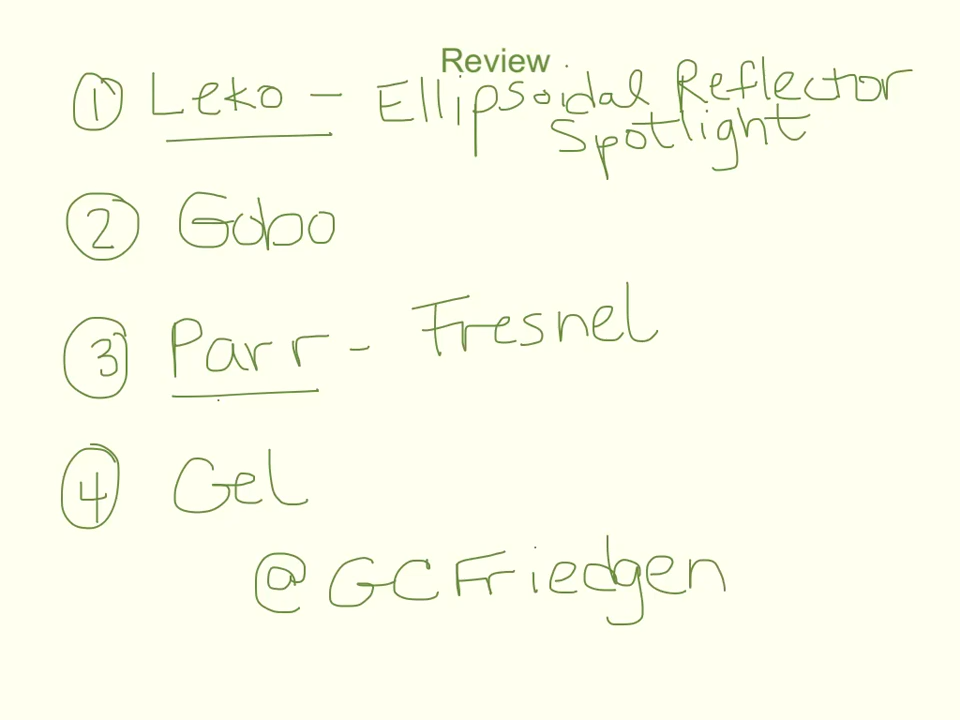 Review
① Leko - Ellipsoidal Reflector
Spotlight
② Gobo
③ Parr - Fresnel
④ Gel
@GCFriedgen